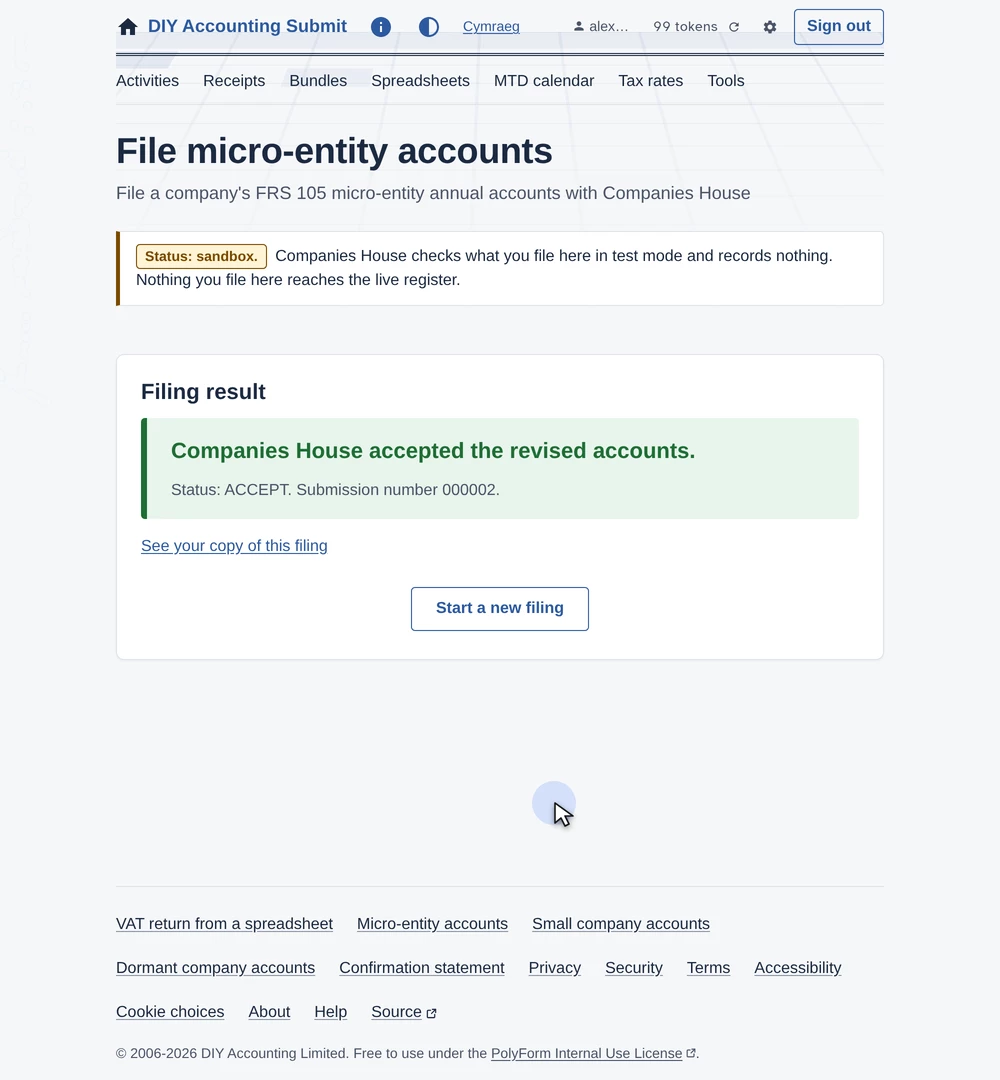 DIY Accounting Submit
Cymraeg
alex...
99 tokens
Sign out
Activities
Receipts
Bundles
Spreadsheets
MTD calendar
Tax rates
Tools
File micro-entity accounts
File a company's FRS 105 micro-entity annual accounts with Companies House
Status: sandbox. Companies House checks what you file here in test mode and records nothing.
Nothing you file here reaches the live register.
Filing result
Companies House accepted the revised accounts.
Status: ACCEPT. Submission number 000002.
See your copy of this filing
Start a new filing
VAT return from a spreadsheet
Micro-entity accounts
Small company accounts
Dormant company accounts
Confirmation statement
Privacy
Security
Terms
Accessibility
Cookie choices
About
Help
Source
© 2006-2026 DIY Accounting Limited. Free to use under the PolyForm Internal Use License.